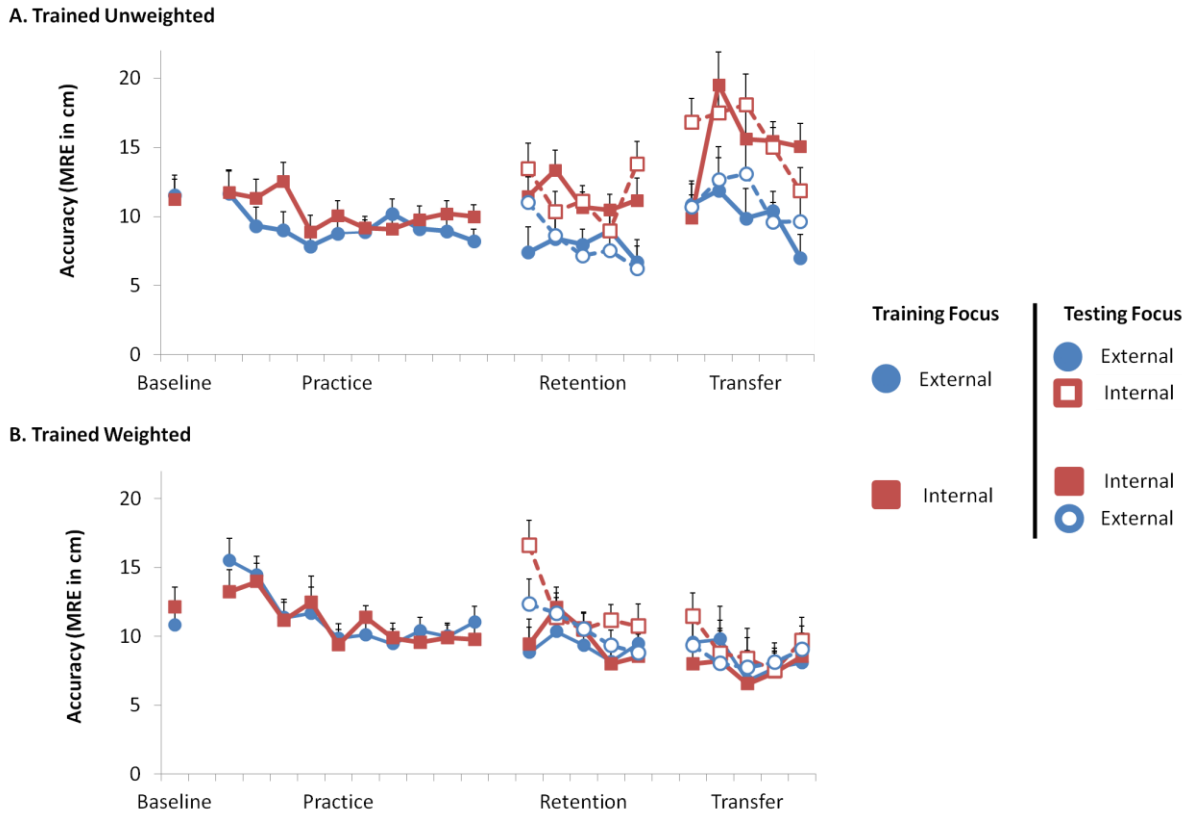 A. Trained Unweighted
Accuracy (MRE in cm)
20
15
10
5
0
Baseline Practice Retention Transfer
Training Focus Testing Focus
External External
Internal
Internal Internal
External
B. Trained Weighted
Accuracy (MRE in cm)
20
15
10
5
0
Baseline Practice Retention Transfer